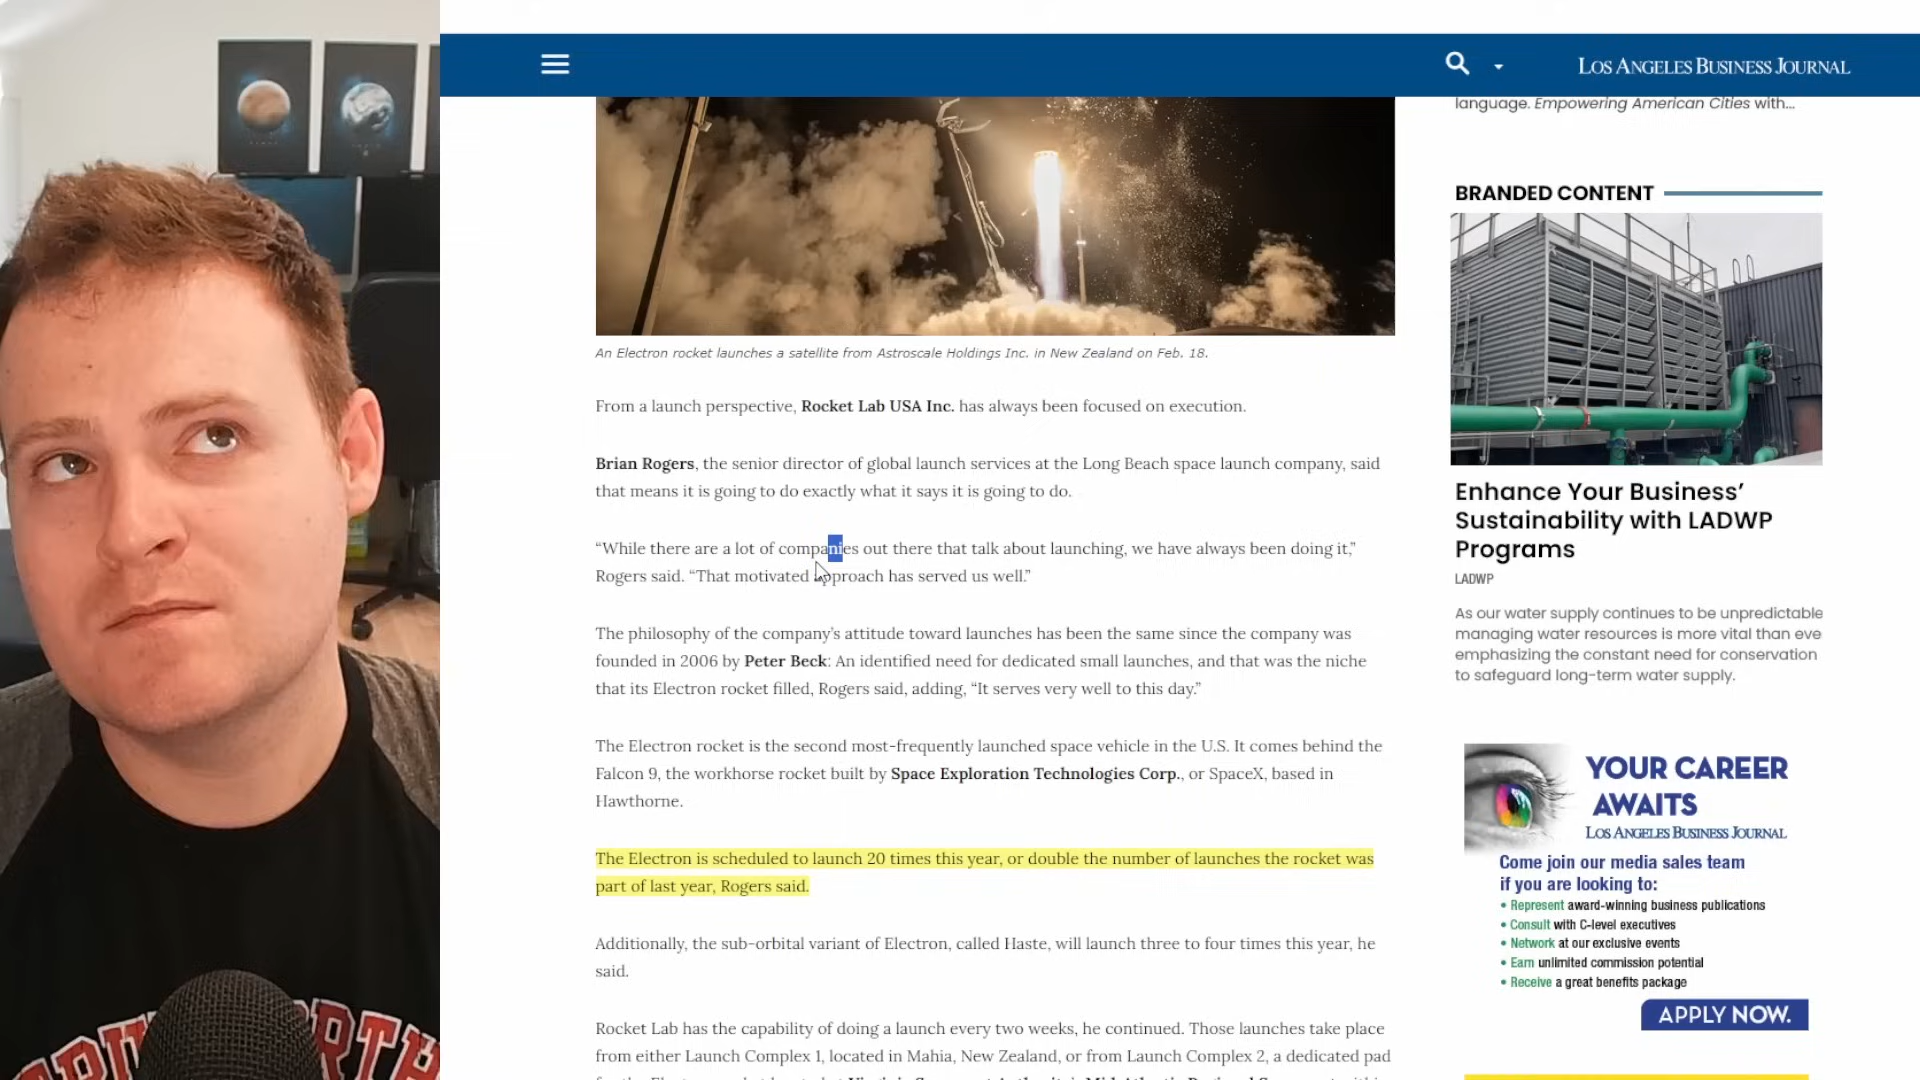 LOS ANGELES BUSINESS JOURNAL
language. Empowering American Cities with...
An Electron rocket launches a satellite from Astroscale Holdings Inc. in New Zealand on Feb. 18.
From a launch perspective, Rocket Lab USA Inc. has always been focused on execution.
Brian Rogers, the senior director of global launch services at the Long Beach space launch company, said
that means it is going to do exactly what it says it is going to do.
“While there are a lot of companies out there that talk about launching, we have always been doing it,”
Rogers said. “That motivated approach has served us well.”
The philosophy of the company’s attitude toward launches has been the same since the company was
founded in 2006 by Peter Beck: An identified need for dedicated small launches, and that was the niche
that its Electron rocket filled, Rogers said, adding, “It serves very well to this day.”
The Electron rocket is the second most-frequently launched space vehicle in the U.S. It comes behind the
Falcon 9, the workhorse rocket built by Space Exploration Technologies Corp., or SpaceX, based in
Hawthorne.
The Electron is scheduled to launch 20 times this year, or double the number of launches the rocket was
part of last year, Rogers said.
Additionally, the sub-orbital variant of Electron, called Haste, will launch three to four times this year, he
said.
Rocket Lab has the capability of doing a launch every two weeks, he continued. Those launches take place
from either Launch Complex 1, located in Mahia, New Zealand, or from Launch Complex 2, a dedicated pad
BRANDED CONTENT
Enhance Your Business’
Sustainability with LADWP
Programs
LADWP
As our water supply continues to be unpredictable
managing water resources is more vital than eve
emphasizing the constant need for conservation
to safeguard long-term water supply.
YOUR CAREER
AWAITS
LOS ANGELES BUSINESS JOURNAL
Come join our media sales team
if you are looking to:
• Represent award-winning business publications
• Consult with C-level executives
• Network at our exclusive events
• Earn unlimited commission potential
• Receive a great benefits package
APPLY NOW.